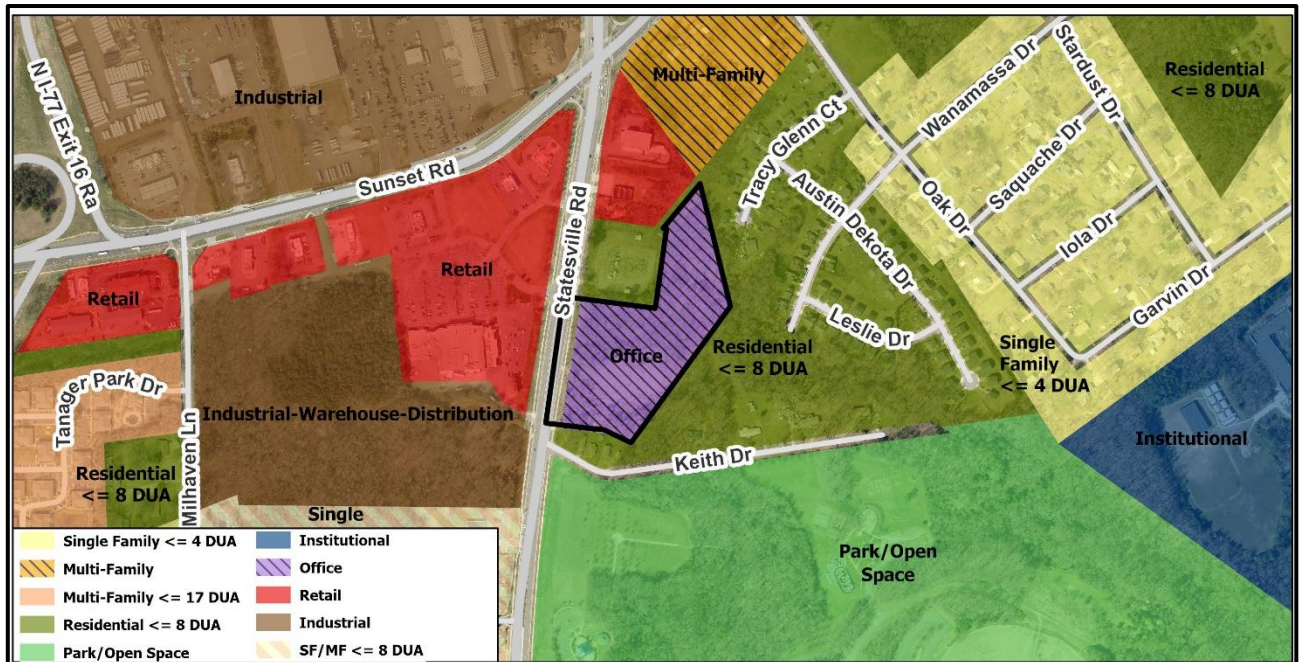 N I-77 Exit 16 Ra
Industrial
Sunset Rd
Statesville Rd
Multi-Family
Tracy Glenn Ct
Wanamassa Dr
Stardust Dr
Residential
<= 8 DUA
Saquache Dr
Austin Dekota Dr
Oak Dr
Iola Dr
Garvin Dr
Retail
Retail
Leslie Dr
Office
Residential
<= 8 DUA
Single
Family
<= 4 DUA
Tanager Park Dr
Milhaven Ln
Industrial-Warehouse-Distribution
Institutional
Keith Dr
Residential
<= 8 DUA
Single
Park/Open
Space
Single Family <= 4 DUA
Multi-Family
Multi-Family <= 17 DUA
Residential <= 8 DUA
Park/Open Space
Institutional
Office
Retail
Industrial
SF/MF <= 8 DUA